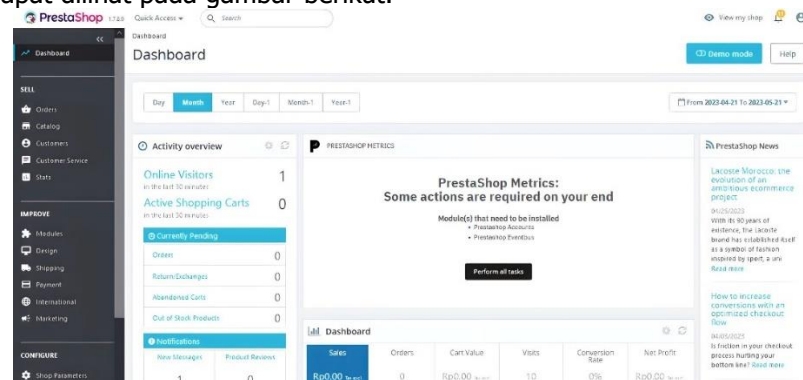 dapat dilihat pada gambar berikut.
PrestaShop 1.7.8.8 Quick Access Search View my shop
Dashboard
Dashboard
Demo mode Help
Day Month Year Day-1 Month-1 Year-1
From 2023-04-21 To 2023-05-21
Dashboard
SELL
Orders
Catalog
Customers
Customer Service
Stats
IMPROVE
Modules
Design
Shipping
Payment
International
Marketing
CONFIGURE
Shop Parameters
Activity overview
Online Visitors 1
in the last 30 minutes
Active Shopping Carts 0
in the last 30 minutes
Currently Pending
Orders 0
Return/Exchanges 0
Abandoned Carts 0
Out of Stock Products 0
Notifications
New Messages Product Reviews
1 0
PRESTASHOP METRICS
PrestaShop Metrics:
Some actions are required on your end
Module(s) that need to be installed
• Prestashop Accounts
• Prestashop Eventbus
Perform all tasks
Dashboard
Sales Orders Cart Value Visits Conversion Rate Net Profit
Rp0.00 0 Rp0.00 10 0% Rp0.00
PrestaShop News
Lacoste Morocco: the
evolution of an
ambitious ecommerce
project
04/25/2023
With its 90 years of
existence, the Lacoste
brand has established itself
as a symbol of fashion
inspired by sport, a uni
Read more
How to increase
conversions with an
optimized checkout
flow
04/05/2023
Is friction in your checkout
process hurting your
bottom line? Read more